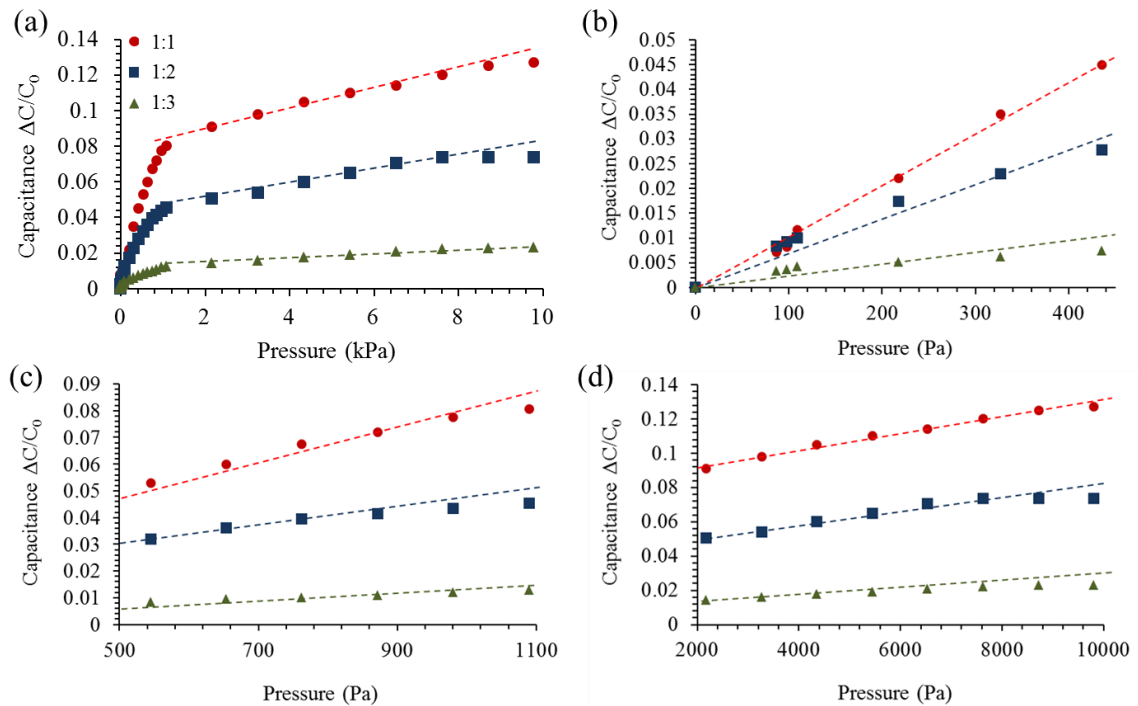 (a)
1:1
1:2
1:3
0.14
0.12
0.1
0.08
0.06
0.04
0.02
0
0 2 4 6 8 10
Capacitance ΔC/C₀
Pressure (kPa)
(b)
0.05
0.045
0.04
0.035
0.03
0.025
0.02
0.015
0.01
0.005
0
0 100 200 300 400
Capacitance ΔC/C₀
Pressure (Pa)
(c)
0.09
0.08
0.07
0.06
0.05
0.04
0.03
0.02
0.01
0
500 700 900 1100
Capacitance ΔC/C₀
Pressure (Pa)
(d)
0.14
0.12
0.1
0.08
0.06
0.04
0.02
0
2000 4000 6000 8000 10000
Capacitance ΔC/C₀
Pressure (Pa)